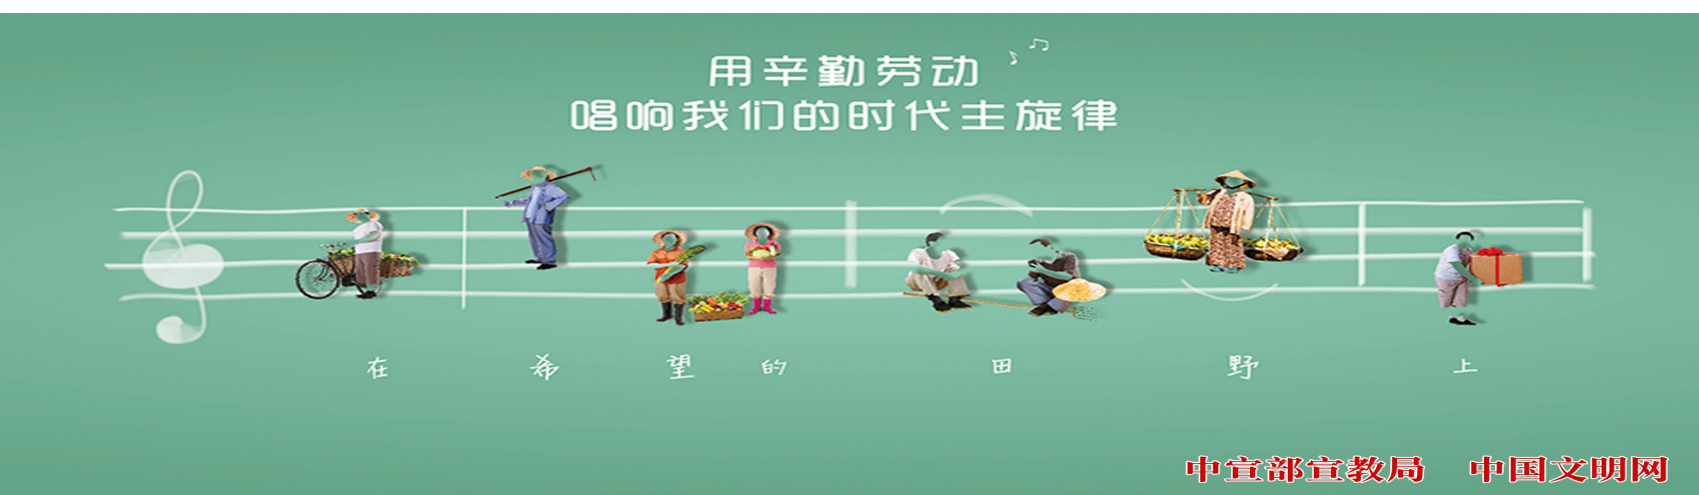 用辛勤劳动
唱响我们的时代主旋律
在希望的田野上
中宣部宣教局 中国文明网